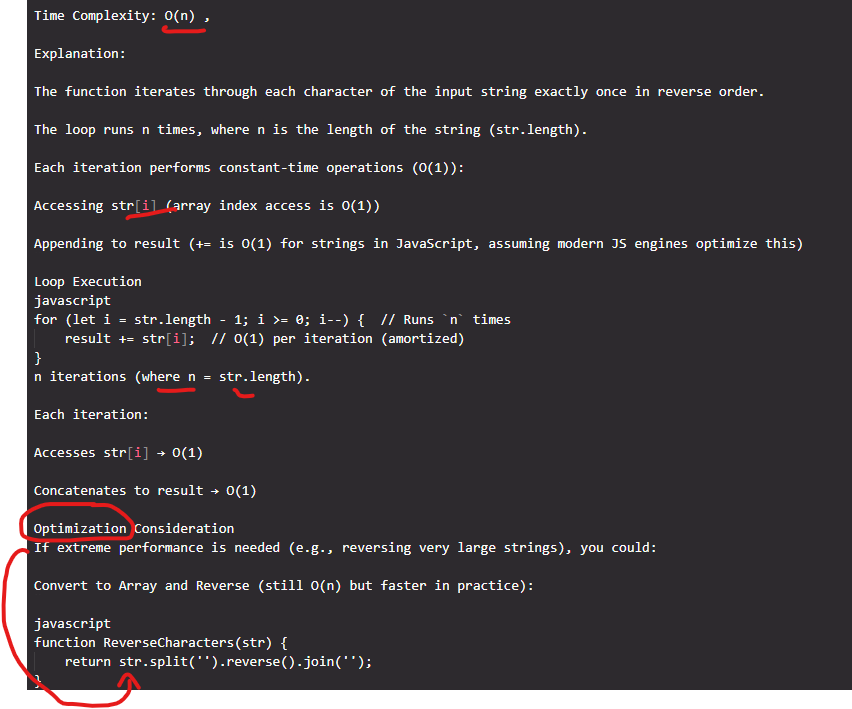 Time Complexity: O(n) ,
Explanation:
The function iterates through each character of the input string exactly once in reverse order.
The loop runs n times, where n is the length of the string (str.length).
Each iteration performs constant-time operations (O(1)):
Accessing str[i] (array index access is O(1))
Appending to result (+= is O(1) for strings in JavaScript, assuming modern JS engines optimize this)
Loop Execution
javascript
for (let i = str.length - 1; i >= 0; i--) {  // Runs `n` times
    result += str[i];  // O(1) per iteration (amortized)
}
n iterations (where n = str.length).
Each iteration:
Accesses str[i] → O(1)
Concatenates to result → O(1)
Optimization Consideration
If extreme performance is needed (e.g., reversing very large strings), you could:
Convert to Array and Reverse (still O(n) but faster in practice):
javascript
function ReverseCharacters(str) {
    return str.split('').reverse().join('');
}